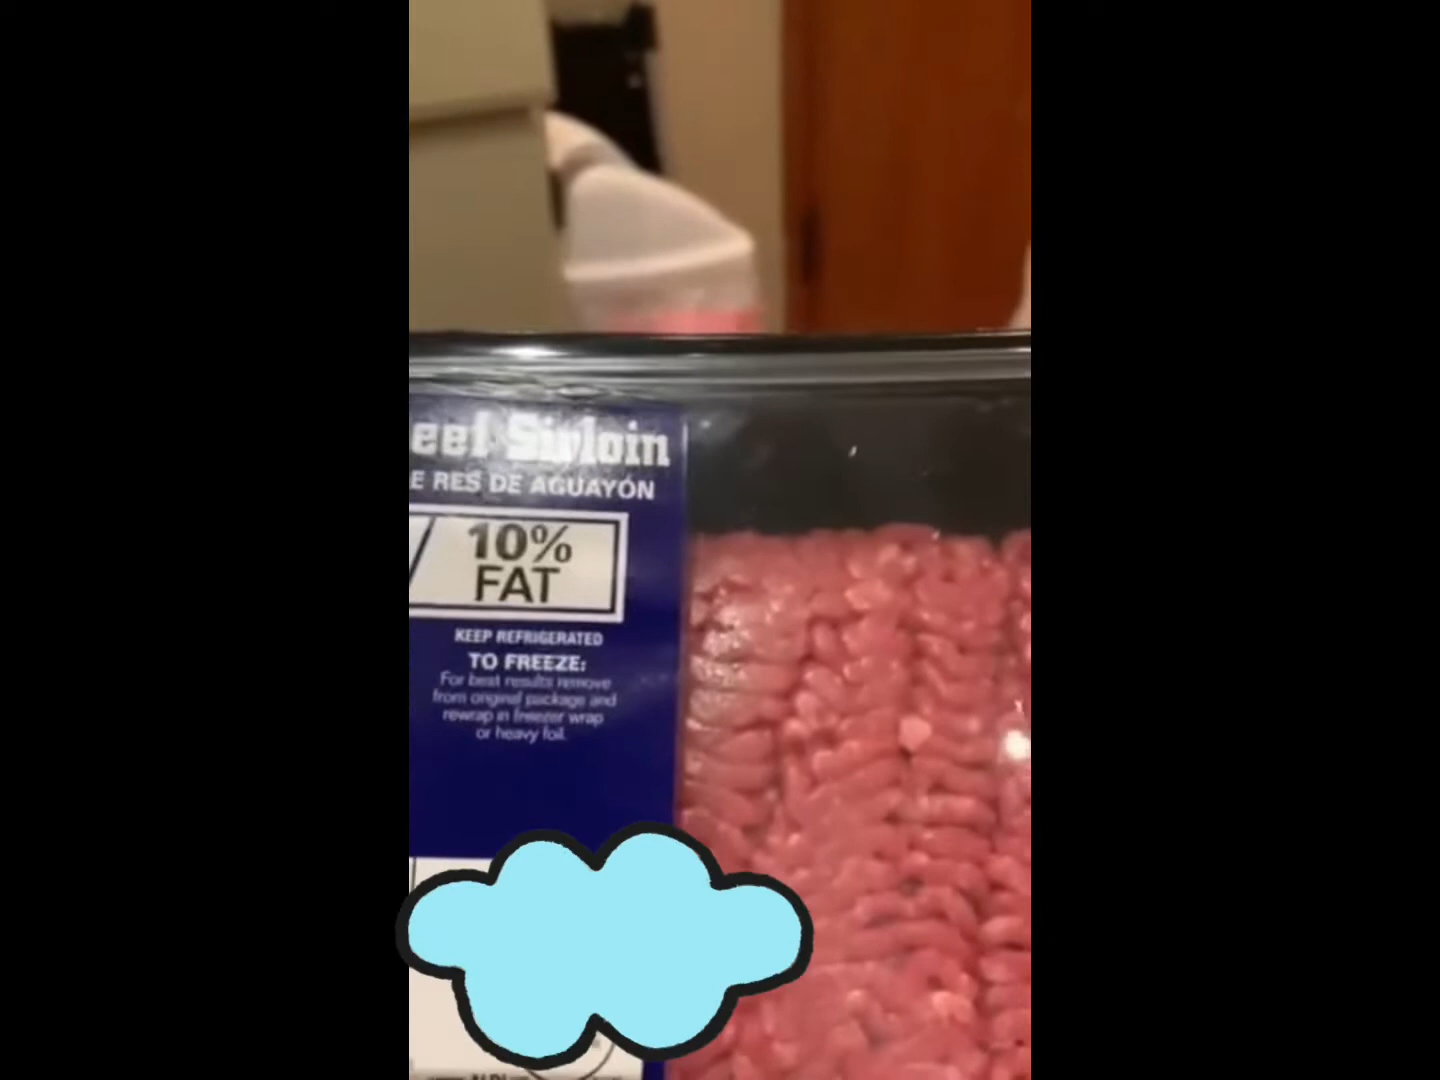 eef Sirloin
E RES DE AGUAYÓN
10%
FAT
KEEP REFRIGERATED
TO FREEZE:
For best results remove
from original package and
rewrap in freezer wrap
or heavy foil.